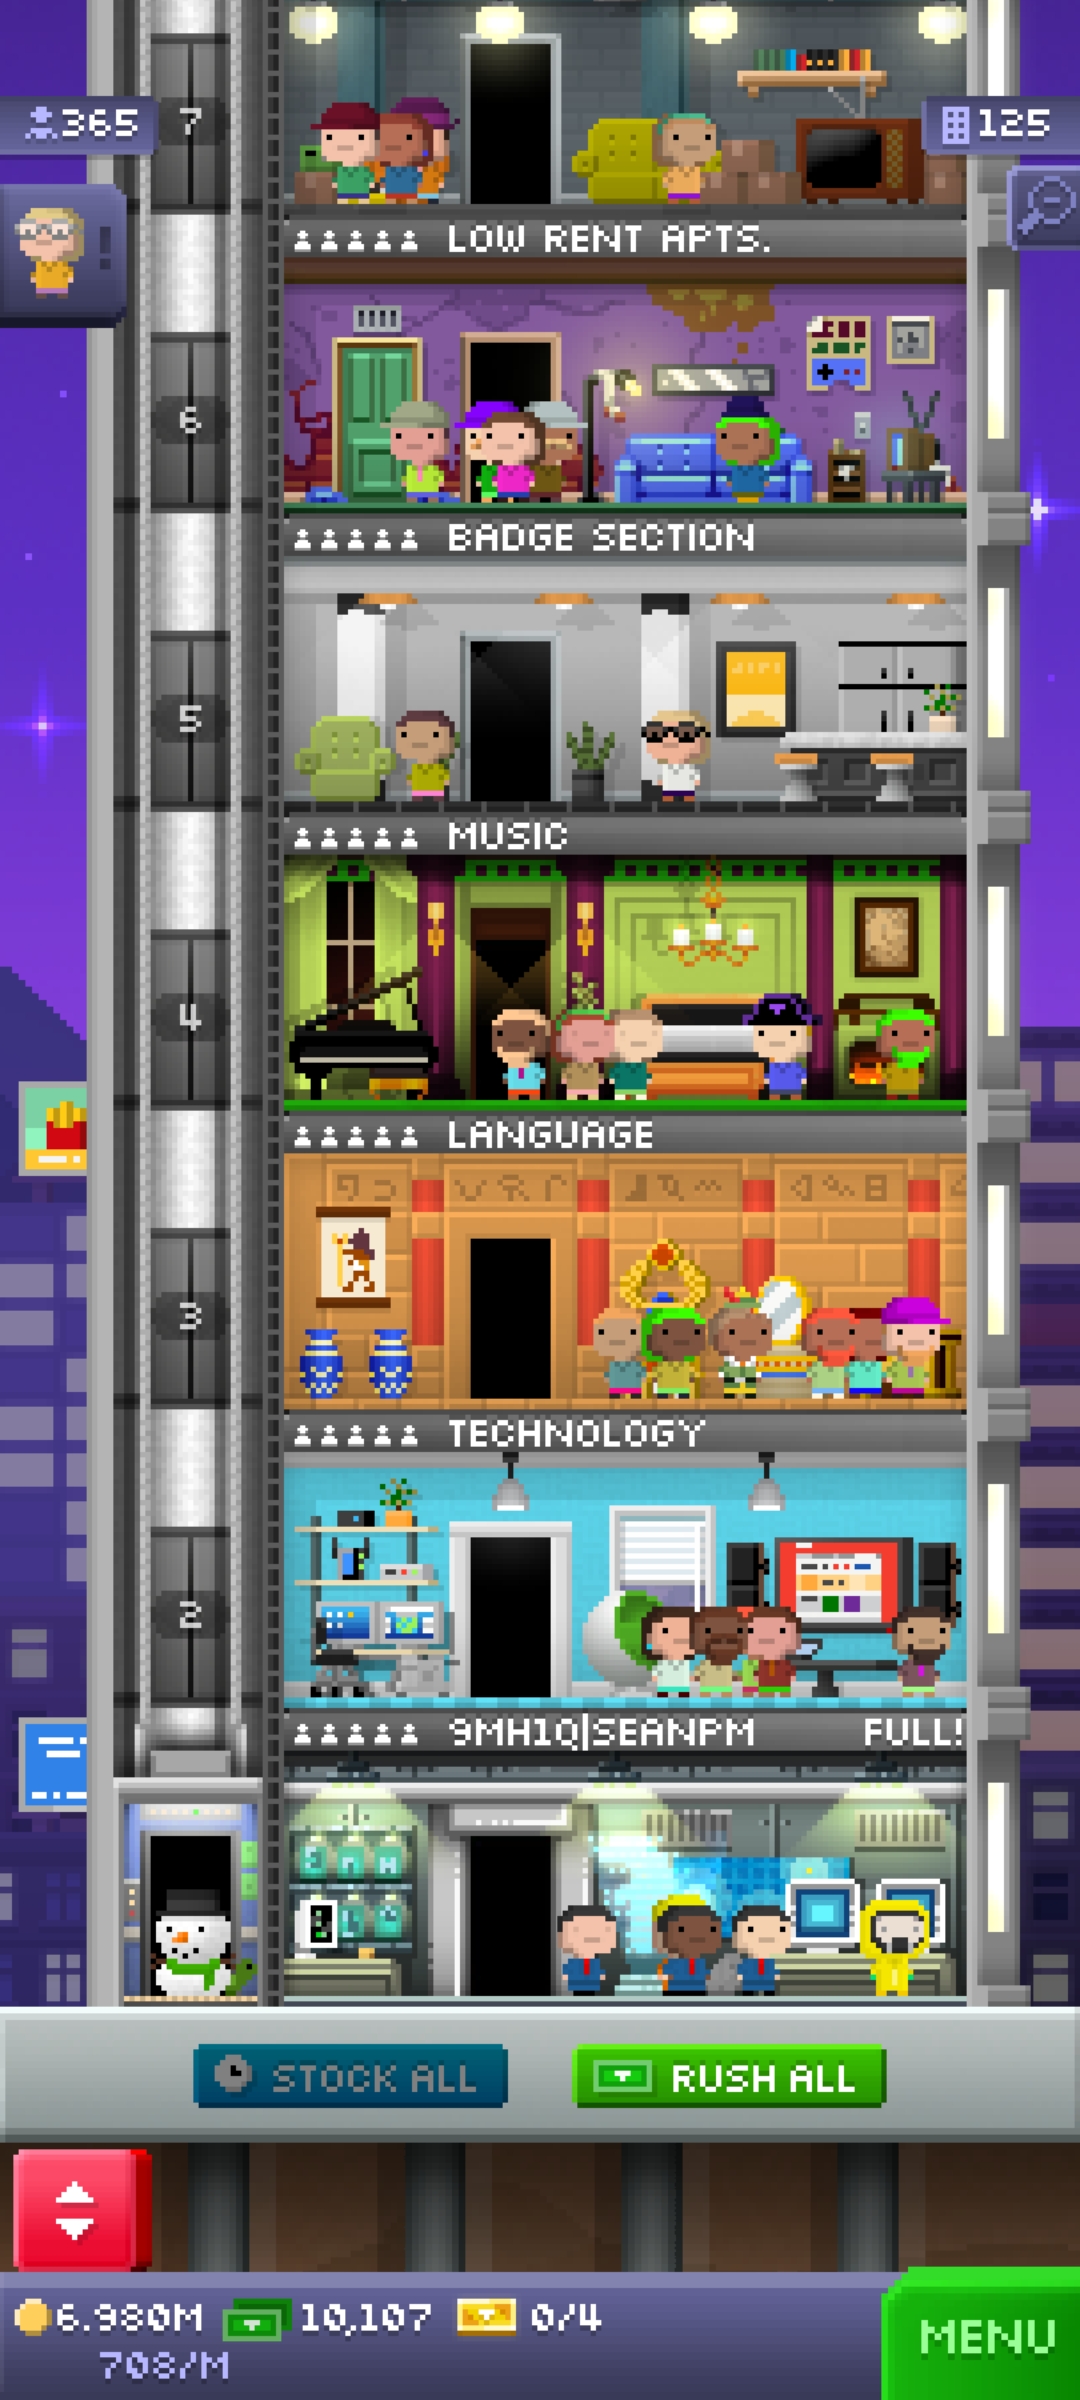 7
365
125
LOW RENT APTS.
6
BADGE SECTION
5
MUSIC
4
LANGUAGE
3
TECHNOLOGY
2
9MH1Q|SEANPM FULL!
STOCK ALL
RUSH ALL
6.980M
10,107
0/4
708/M
MENU